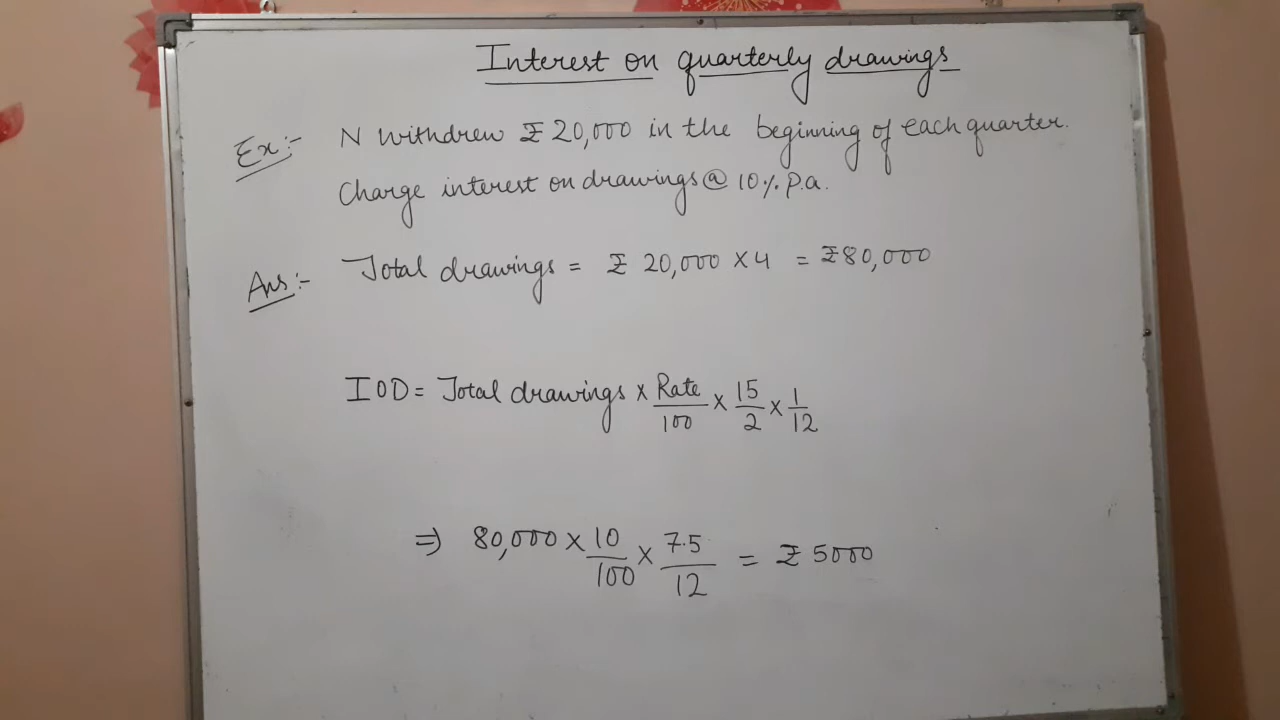 Interest on quarterly drawings
Ex:- N withdrew ₹ 20,000 in the beginning of each quarter.
Charge interest on drawings @ 10% p.a.
Ans:- Total drawings = ₹ 20,000 × 4 = ₹80,000
IOD = Total drawings × Rate/100 × 15/2 × 1/12
⇒ 80,000 × 10/100 × 7.5/12 = ₹ 5000